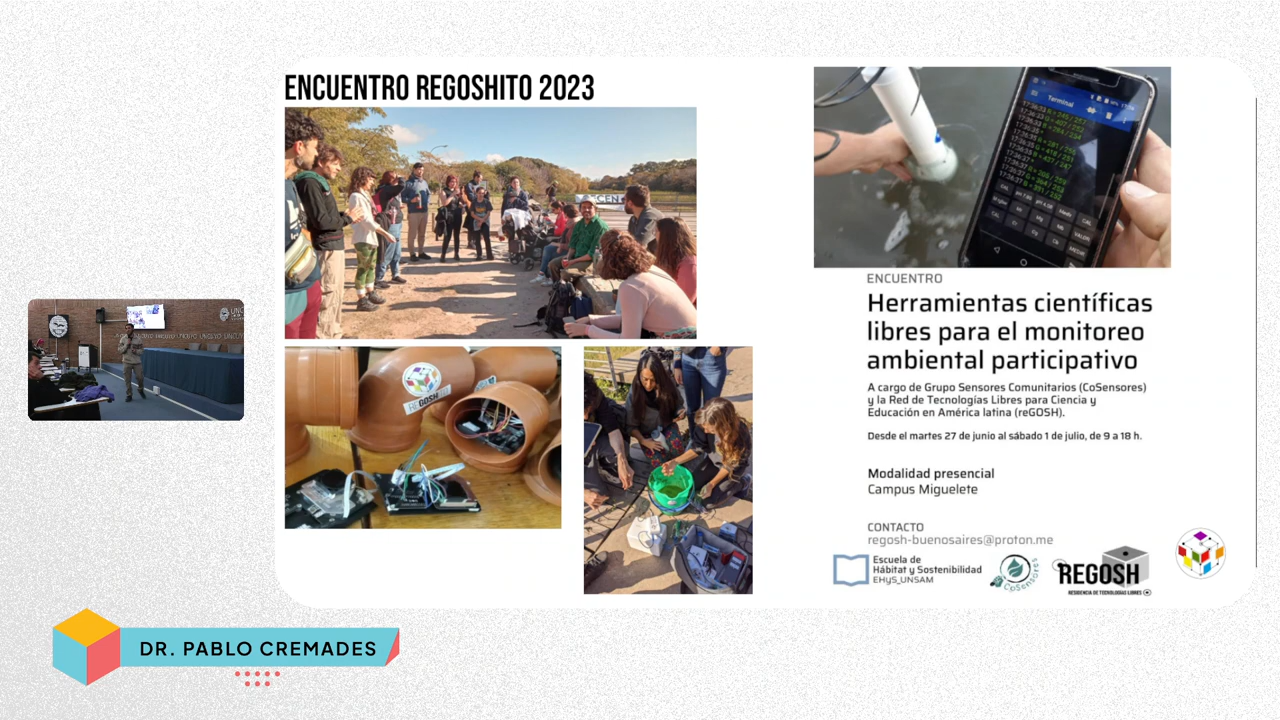 ENCUENTRO REGOSHITO 2023
Terminal
ENCUENTRO
Herramientas científicas
libres para el monitoreo
ambiental participativo
A cargo de Grupo Sensores Comunitarios (CoSensores)
y la Red de Tecnologías Libres para Ciencia y
Educación en América latina (reGOSH).
Desde el martes 27 de junio al sábado 1 de julio, de 9 a 18 h.
Modalidad presencial
Campus Miguelete
CONTACTO
regosh-buenosaires@proton.me
Escuela de
Hábitat y Sostenibilidad
EHyS_UNSAM
CoSensores
REGOSH
RESIDENCIA DE TECNOLOGÍAS LIBRES
REGOSH
DR. PABLO CREMADES